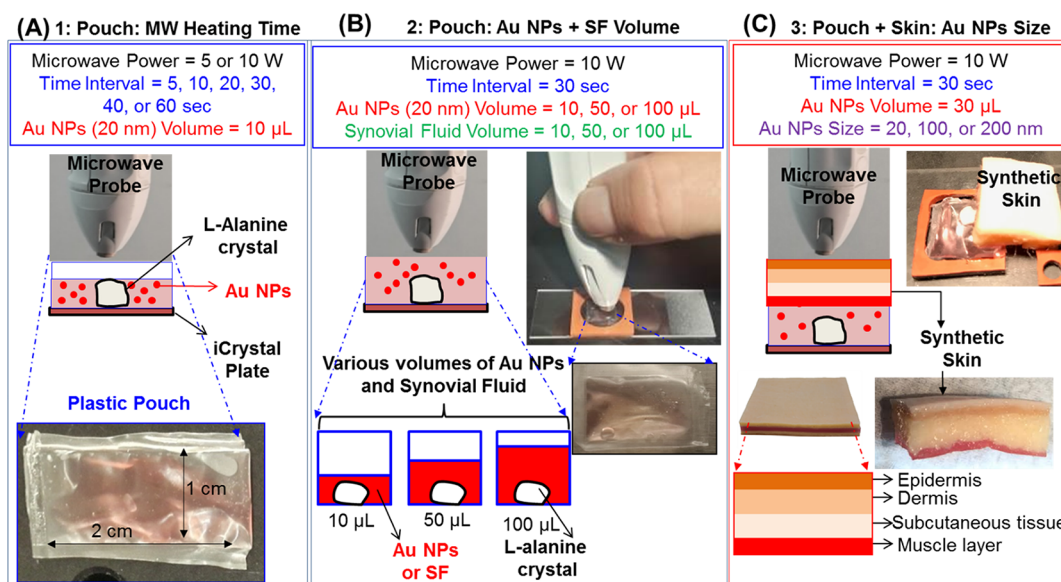 (A) 1: Pouch: MW Heating Time
Microwave Power = 5 or 10 W
Time Interval = 5, 10, 20, 30,
40, or 60 sec
Au NPs (20 nm) Volume = 10 µL
Microwave
Probe
L-Alanine
crystal
Au NPs
iCrystal
Plate
Plastic Pouch
1 cm
2 cm
(B) 2: Pouch: Au NPs + SF Volume
Microwave Power = 10W
Time Interval = 30 sec
Au NPs (20 nm) Volume = 10, 50, or 100 µL
Synovial Fluid Volume = 10, 50, or 100 µL
Microwave
Probe
Various volumes of Au NPs
and Synovial Fluid
10 µL
50 µL
100 µL
Au NPs
or SF
L-alanine
crystal
(C) 3: Pouch + Skin: Au NPs Size
Microwave Power = 10W
Time Interval = 30 sec
Au NPs Volume = 30 µL
Au NPs Size = 20, 100, or 200 nm
Microwave
Probe
Synthetic
Skin
Synthetic
Skin
Epidermis
Dermis
Subcutaneous tissue
Muscle layer